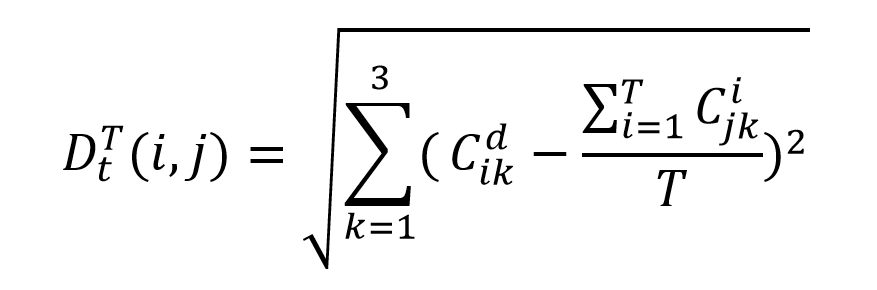 $D_t^T(i,j) = \sqrt{\sum_{k=1}^{3} ( C_{ik}^d - \frac{\sum_{i=1}^{T} C_{jk}^i}{T} )^2}$